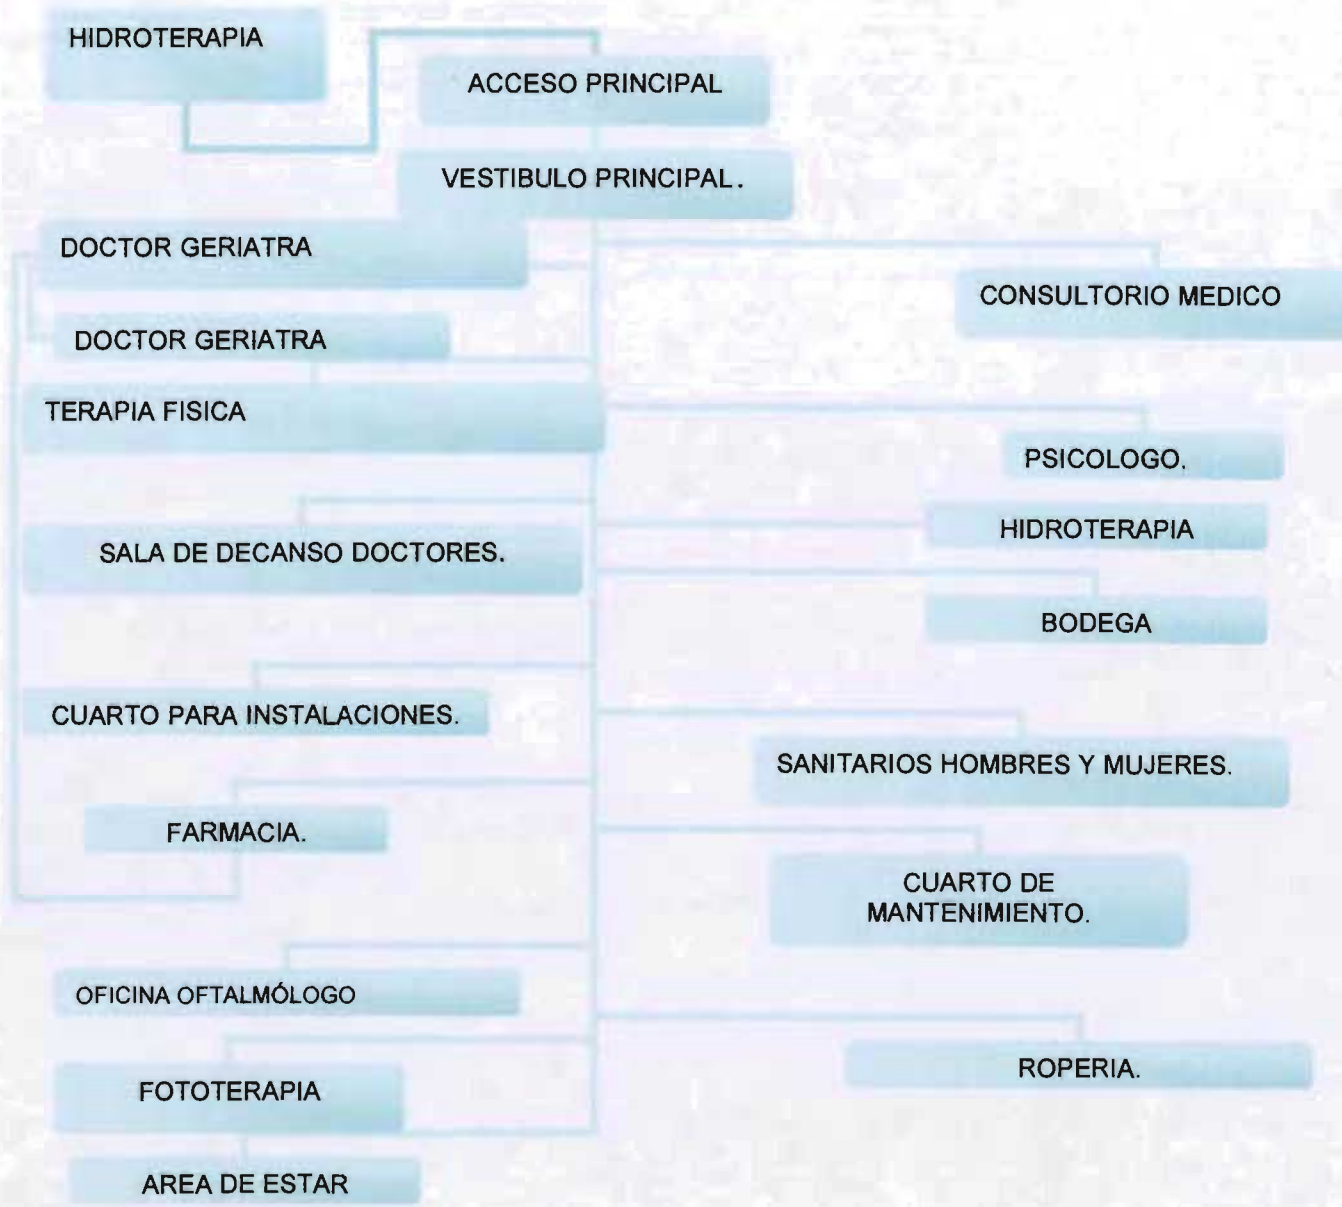 HIDROTERAPIA
ACCESO PRINCIPAL
VESTIBULO PRINCIPAL.
DOCTOR GERIATRA
CONSULTORIO MEDICO
DOCTOR GERIATRA
TERAPIA FISICA
PSICOLOGO.
HIDROTERAPIA
SALA DE DECANSO DOCTORES.
BODEGA
CUARTO PARA INSTALACIONES.
SANITARIOS HOMBRES Y MUJERES.
FARMACIA.
CUARTO DE
MANTENIMIENTO.
OFICINA OFTALMÓLOGO
ROPERIA.
FOTOTERAPIA
AREA DE ESTAR